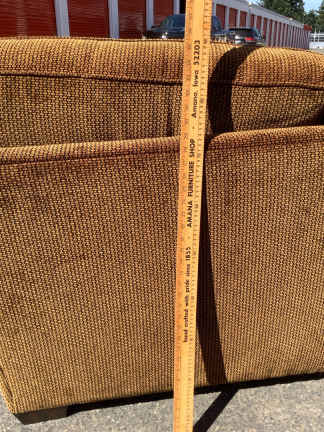 hand crafted with pride since 1855 - AMANA FURNITURE SHOP - Amana, Iowa 52203